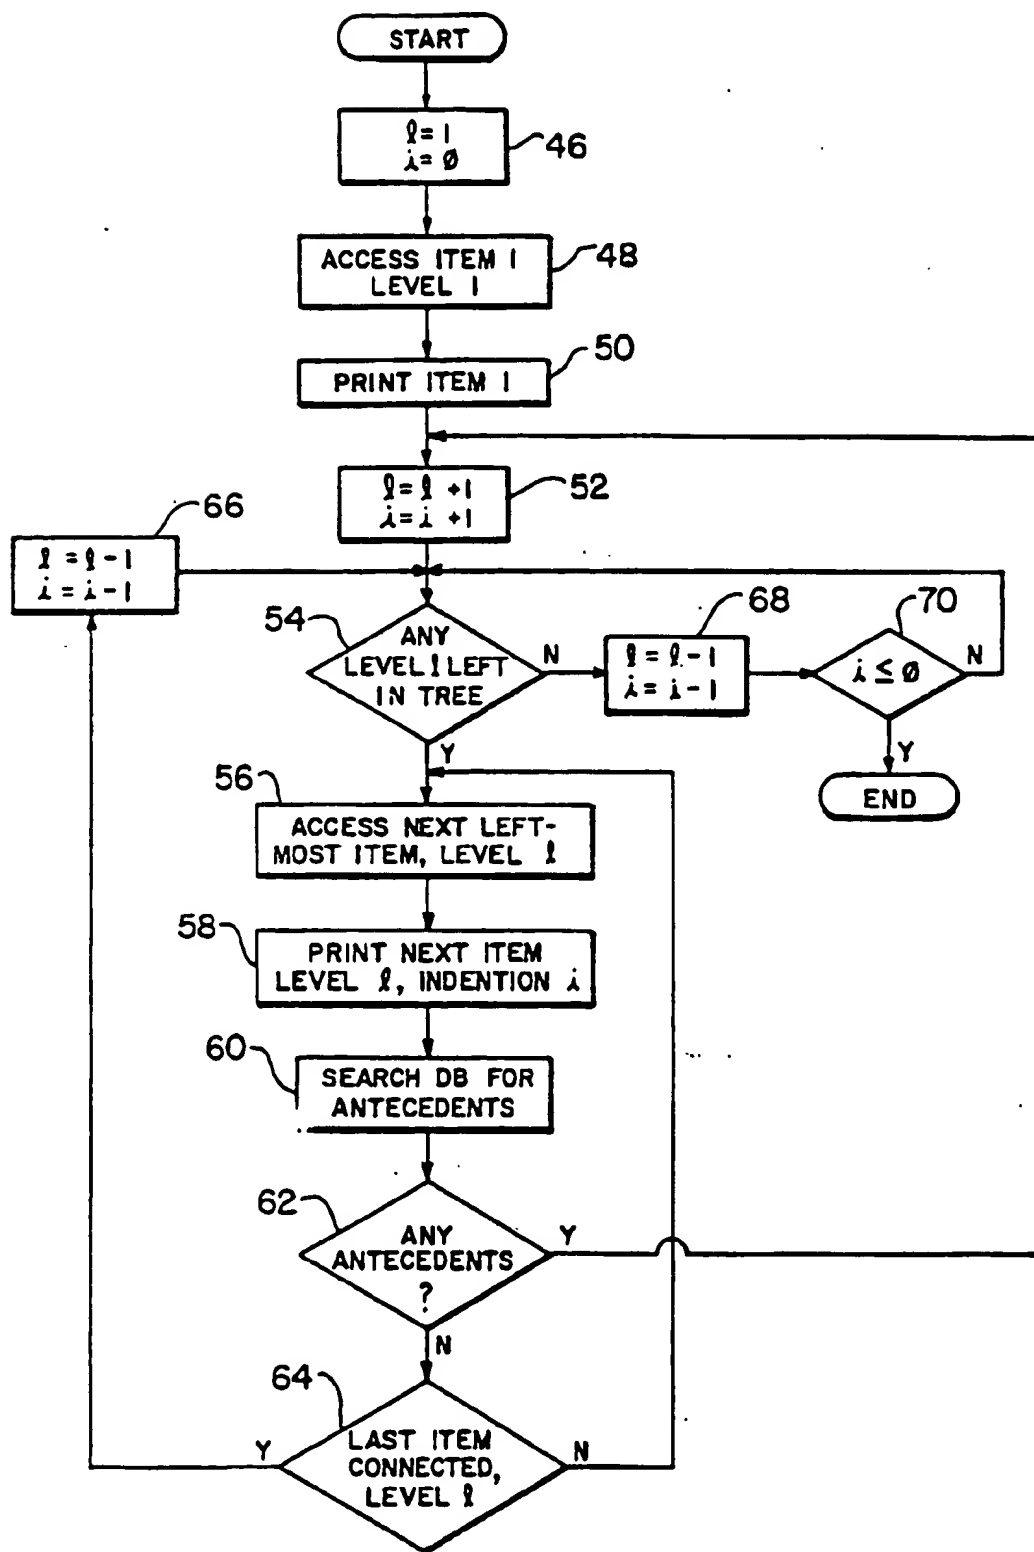 START
ℓ = 1
i = Ø
46
ACCESS ITEM 1
LEVEL 1
48
PRINT ITEM 1
50
ℓ = ℓ +1
i = i +1
52
66
ℓ = ℓ-1
i = i-1
54
ANY
LEVEL ℓ LEFT
IN TREE
N
68
ℓ = ℓ-1
i = i-1
70
i ≤ Ø
N
Y
Y
END
56
ACCESS NEXT LEFT-
MOST ITEM, LEVEL ℓ
58
PRINT NEXT ITEM
LEVEL ℓ, INDENTION i
60
SEARCH DB FOR
ANTECEDENTS
62
ANY
ANTECEDENTS
?
Y
N
64
LAST ITEM
CONNECTED,
LEVEL ℓ
Y
N